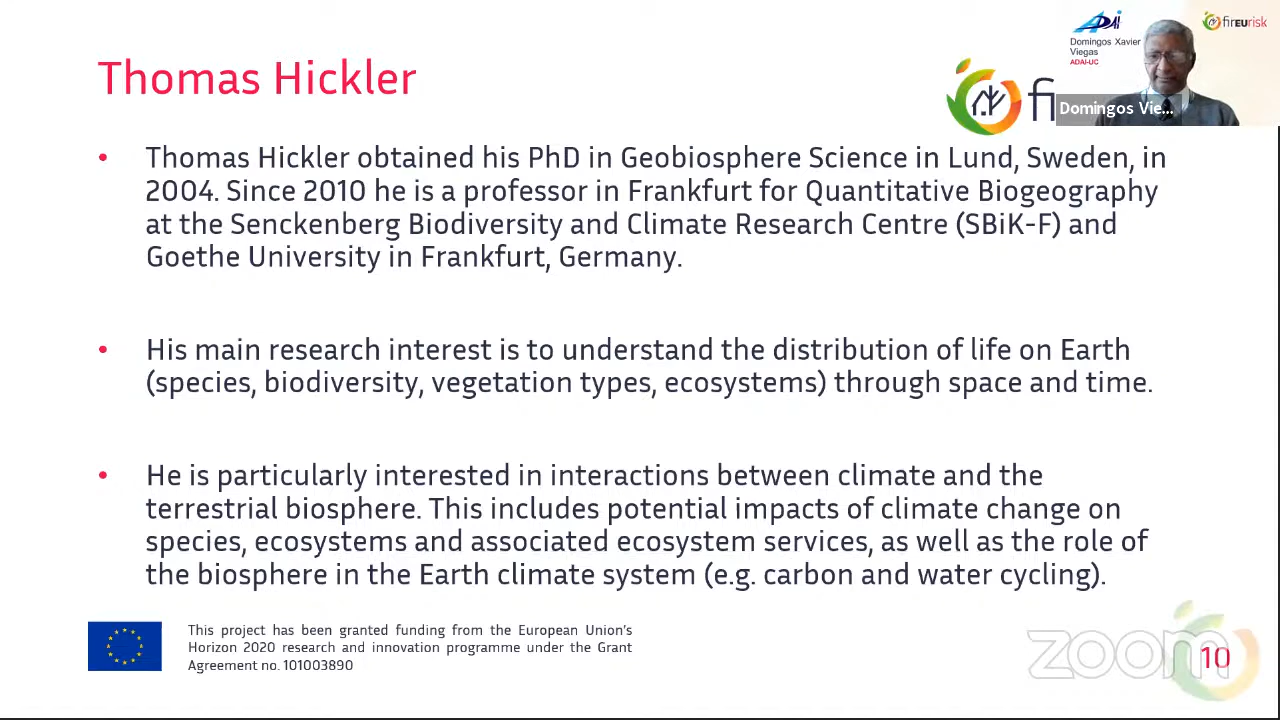 Thomas Hickler
ADAi
Domingos Xavier
Viegas
ADAI-UC
fireurisk
fi
Domingos Vie...
• Thomas Hickler obtained his PhD in Geobiosphere Science in Lund, Sweden, in
2004. Since 2010 he is a professor in Frankfurt for Quantitative Biogeography
at the Senckenberg Biodiversity and Climate Research Centre (SBiK-F) and
Goethe University in Frankfurt, Germany.
• His main research interest is to understand the distribution of life on Earth
(species, biodiversity, vegetation types, ecosystems) through space and time.
• He is particularly interested in interactions between climate and the
terrestrial biosphere. This includes potential impacts of climate change on
species, ecosystems and associated ecosystem services, as well as the role of
the biosphere in the Earth climate system (e.g. carbon and water cycling).
This project has been granted funding from the European Union's
Horizon 2020 research and innovation programme under the Grant
Agreement no. 101003890
zoom
10